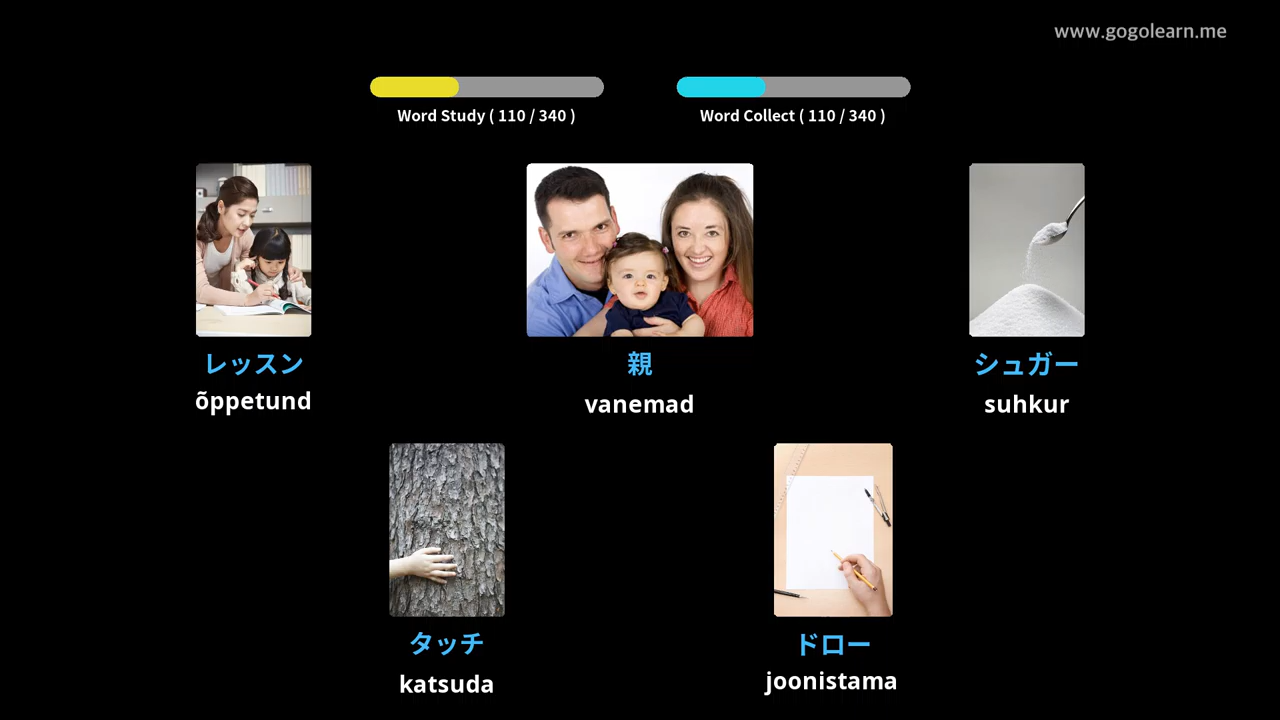 www.gogolearn.me
Word Study ( 110 / 340 )
Word Collect ( 110 / 340 )
レッスン
õppetund
親
vanemad
シュガー
suhkur
タッチ
katsuda
ドロー
joonistama